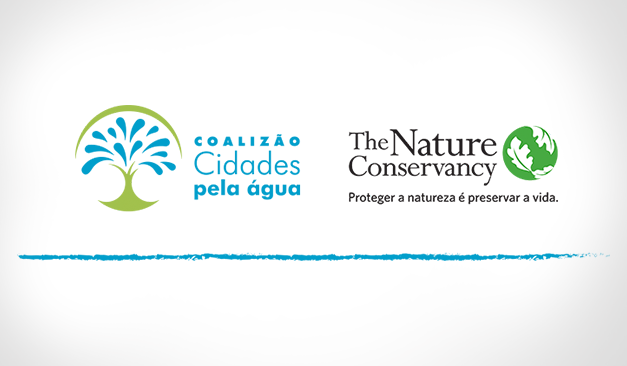 COALIZÃO
Cidades
pela água
The Nature
Conservancy
Proteger a natureza é preservar a vida.